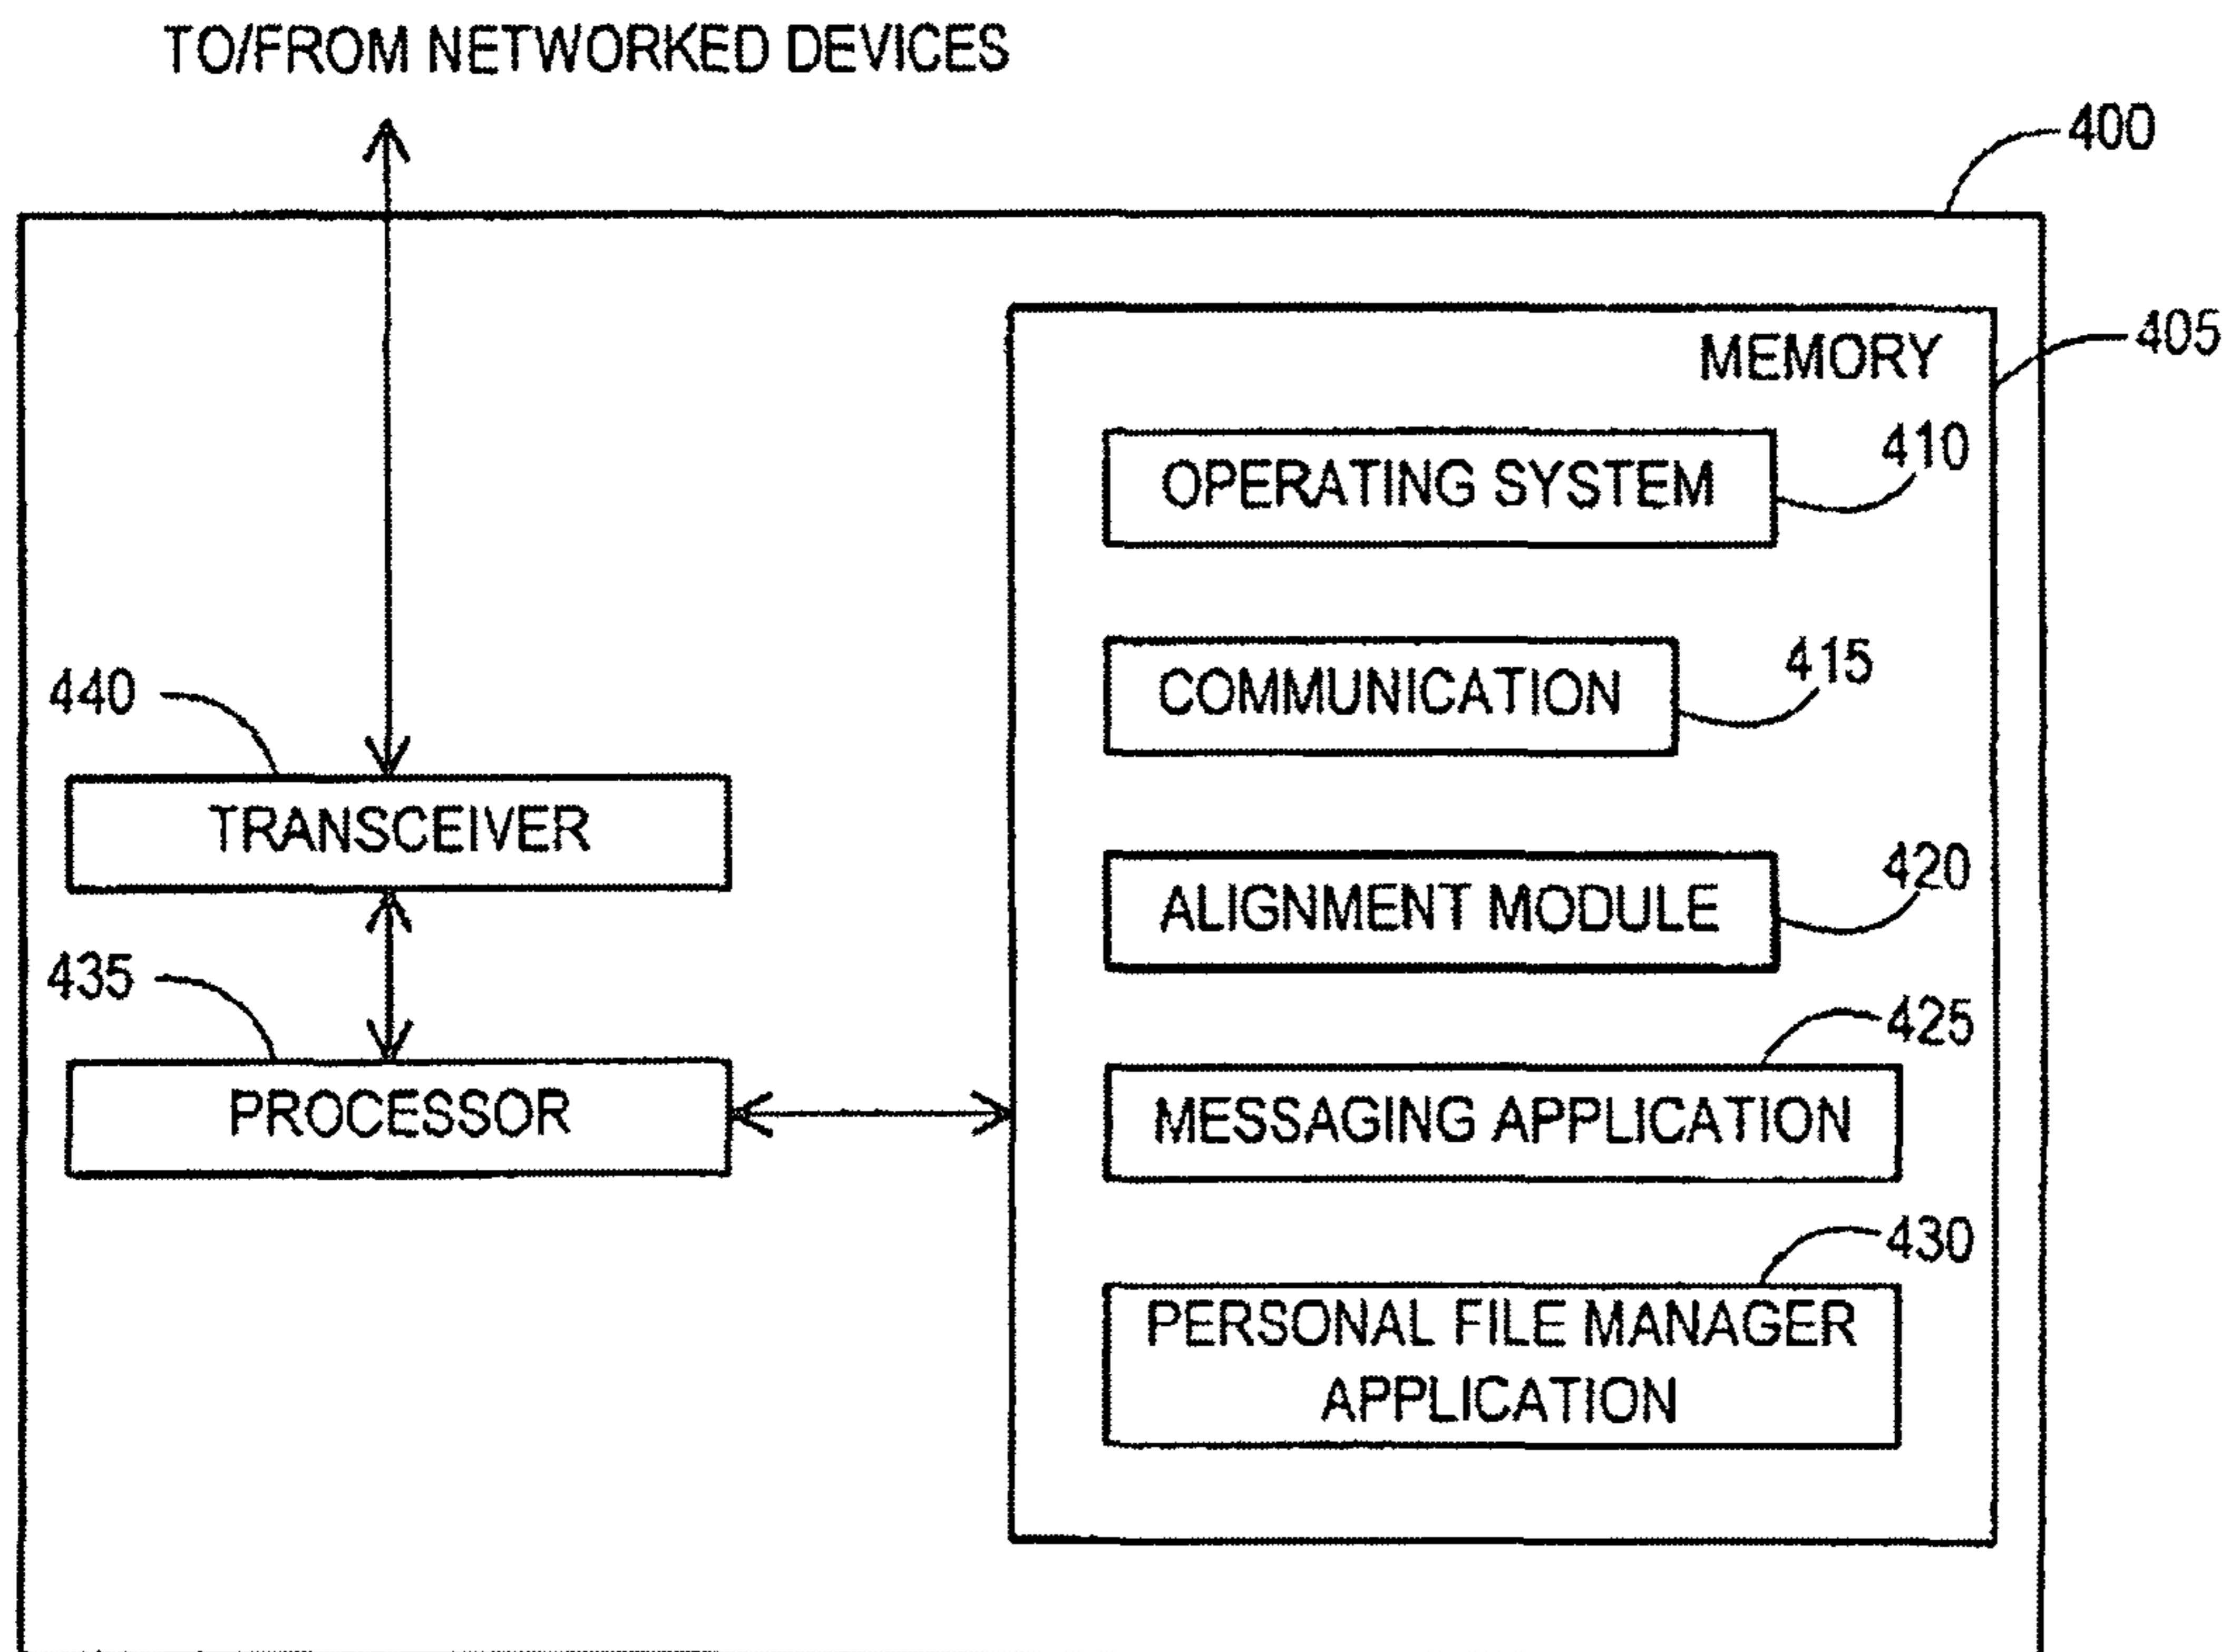 TO/FROM NETWORKED DEVICES
400
MEMORY
405
OPERATING SYSTEM
410
COMMUNICATION
415
440
TRANSCEIVER
ALIGNMENT MODULE
420
435
PROCESSOR
425
MESSAGING APPLICATION
430
PERSONAL FILE MANAGER
APPLICATION